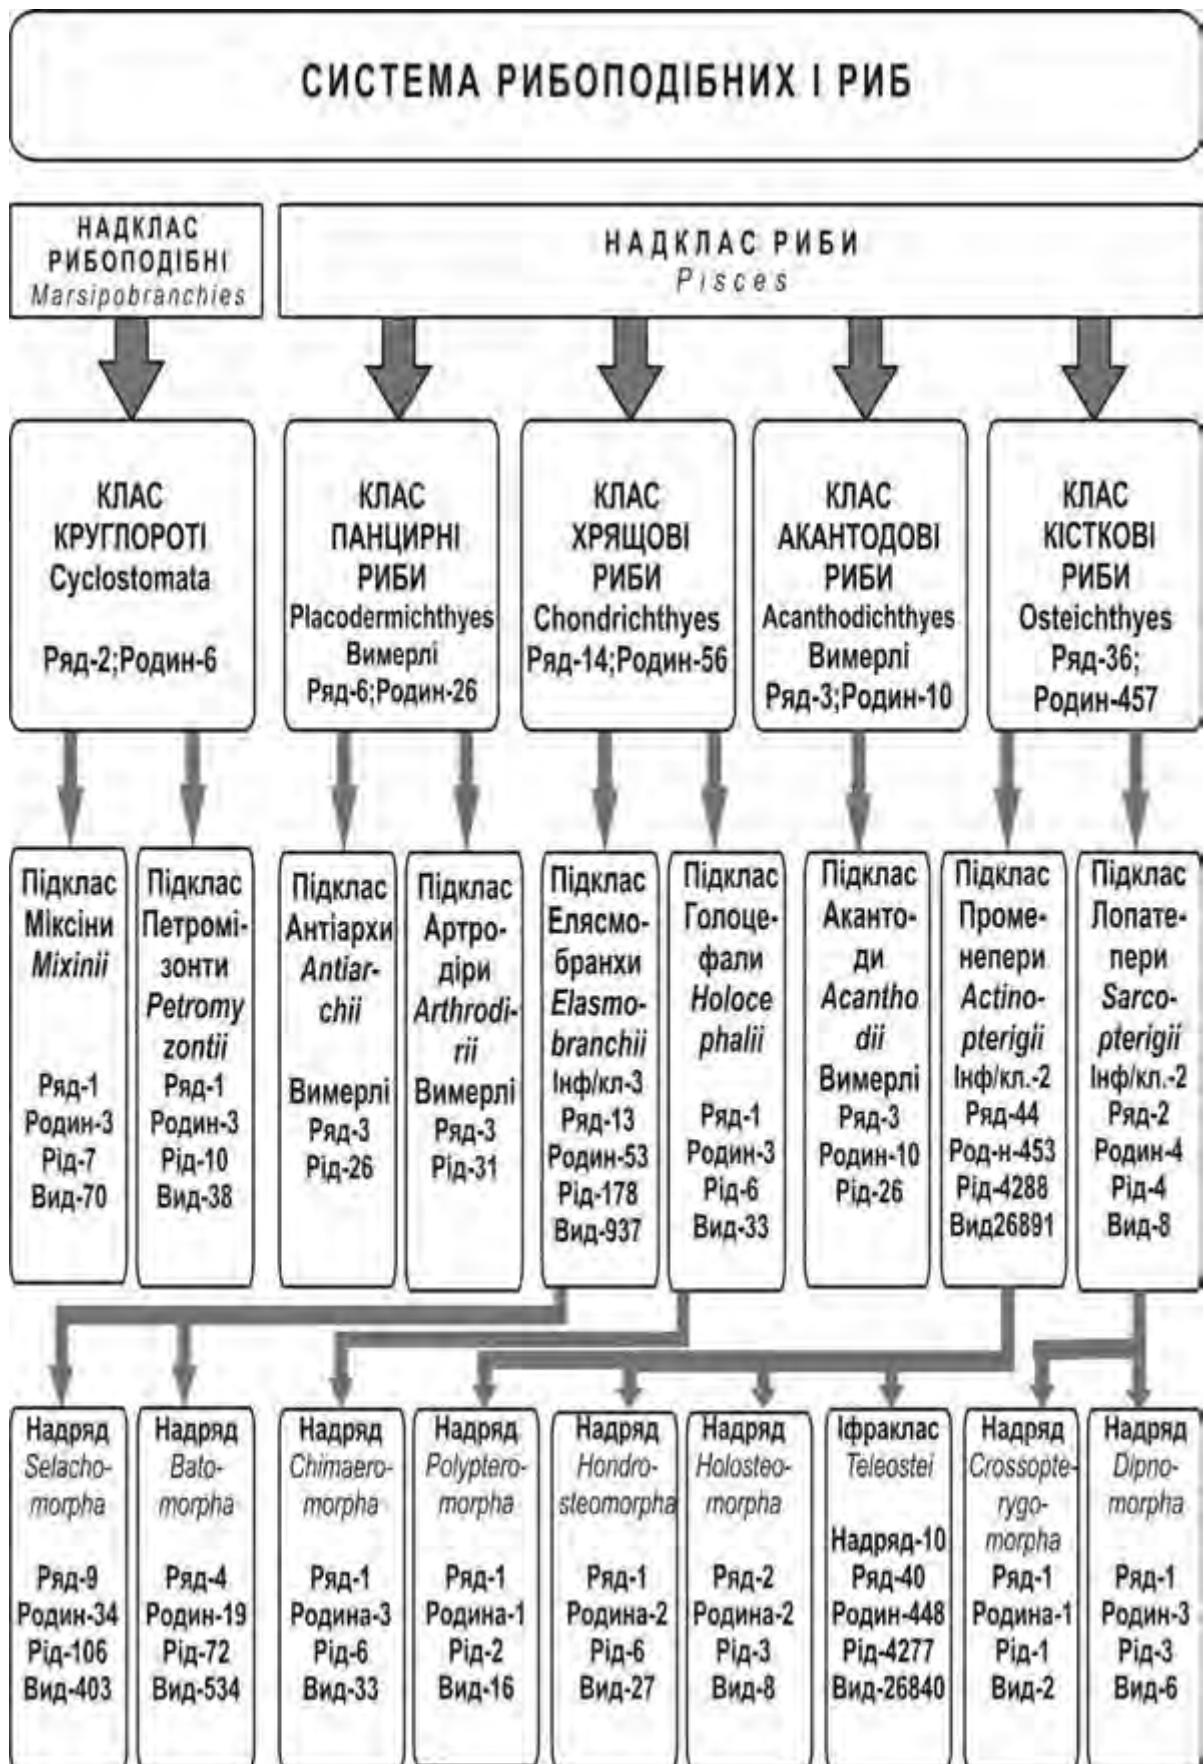 СИСТЕМА РИБОПОДІБНИХ І РИБ
НАДКЛАС
РИБОПОДІБНІ
Marsipobranchies
НАДКЛАС РИБИ
Pisces
КЛАС
КРУГЛОРОТІ
Cyclostomata
Ряд-2;Родин-6
КЛАС
ПАНЦИРНІ
РИБИ
Placodermichthyes
Вимерлі
Ряд-6;Родин-26
КЛАС
ХРЯЩОВІ
РИБИ
Chondrichthyes
Ряд-14;Родин-56
КЛАС
АКАНТОДОВІ
РИБИ
Acanthodichthyes
Вимерлі
Ряд-3;Родин-10
КЛАС
КІСТКОВІ
РИБИ
Osteichthyes
Ряд-36;
Родин-457
Підклас
Міксіни
Mixinii
Ряд-1
Родин-3
Рід-7
Вид-70
Підклас
Петромі-
зонти
Petromy
zontii
Ряд-1
Родин-3
Рід-10
Вид-38
Підклас
Антіархи
Antiar-
chii
Вимерлі
Ряд-3
Рід-26
Підклас
Артро-
діри
Arthrodi-
rii
Вимерлі
Ряд-3
Рід-31
Підклас
Елясмо-
бранхи
Elasmo-
branchii
Інф/кл-3
Ряд-13
Родин-53
Рід-178
Вид-937
Підклас
Голоце-
фали
Holoce
phalii
Ряд-1
Родин-3
Рід-6
Вид-33
Підклас
Аканто-
ди
Acantho
dii
Вимерлі
Ряд-3
Родин-10
Рід-26
Підклас
Проме-
непери
Actino-
pterigii
Інф/кл.-2
Ряд-44
Род-н-453
Рід-4288
Вид26891
Підклас
Лопате-
пери
Sarco-
pterigii
Інф/кл.-2
Ряд-2
Родин-4
Рід-4
Вид-8
Надряд
Selacho-
morpha
Ряд-9
Родин-34
Рід-106
Вид-403
Надряд
Bato-
morpha
Ряд-4
Родин-19
Рід-72
Вид-534
Надряд
Chimaero-
morpha
Ряд-1
Родина-3
Рід-6
Вид-33
Надряд
Polyptero-
morpha
Ряд-1
Родина-1
Рід-2
Вид-16
Надряд
Hondro-
steomorpha
Ряд-1
Родина-2
Рід-6
Вид-27
Надряд
Holosteo-
morpha
Ряд-2
Родина-2
Рід-3
Вид-8
Іфраклас
Teleostei
Надряд-10
Ряд-40
Родин-448
Рід-4277
Вид-26840
Надряд
Crossopte-
rygo-
morpha
Ряд-1
Родина-1
Рід-1
Вид-2
Надряд
Dipno-
morpha
Ряд-1
Родин-3
Рід-3
Вид-6